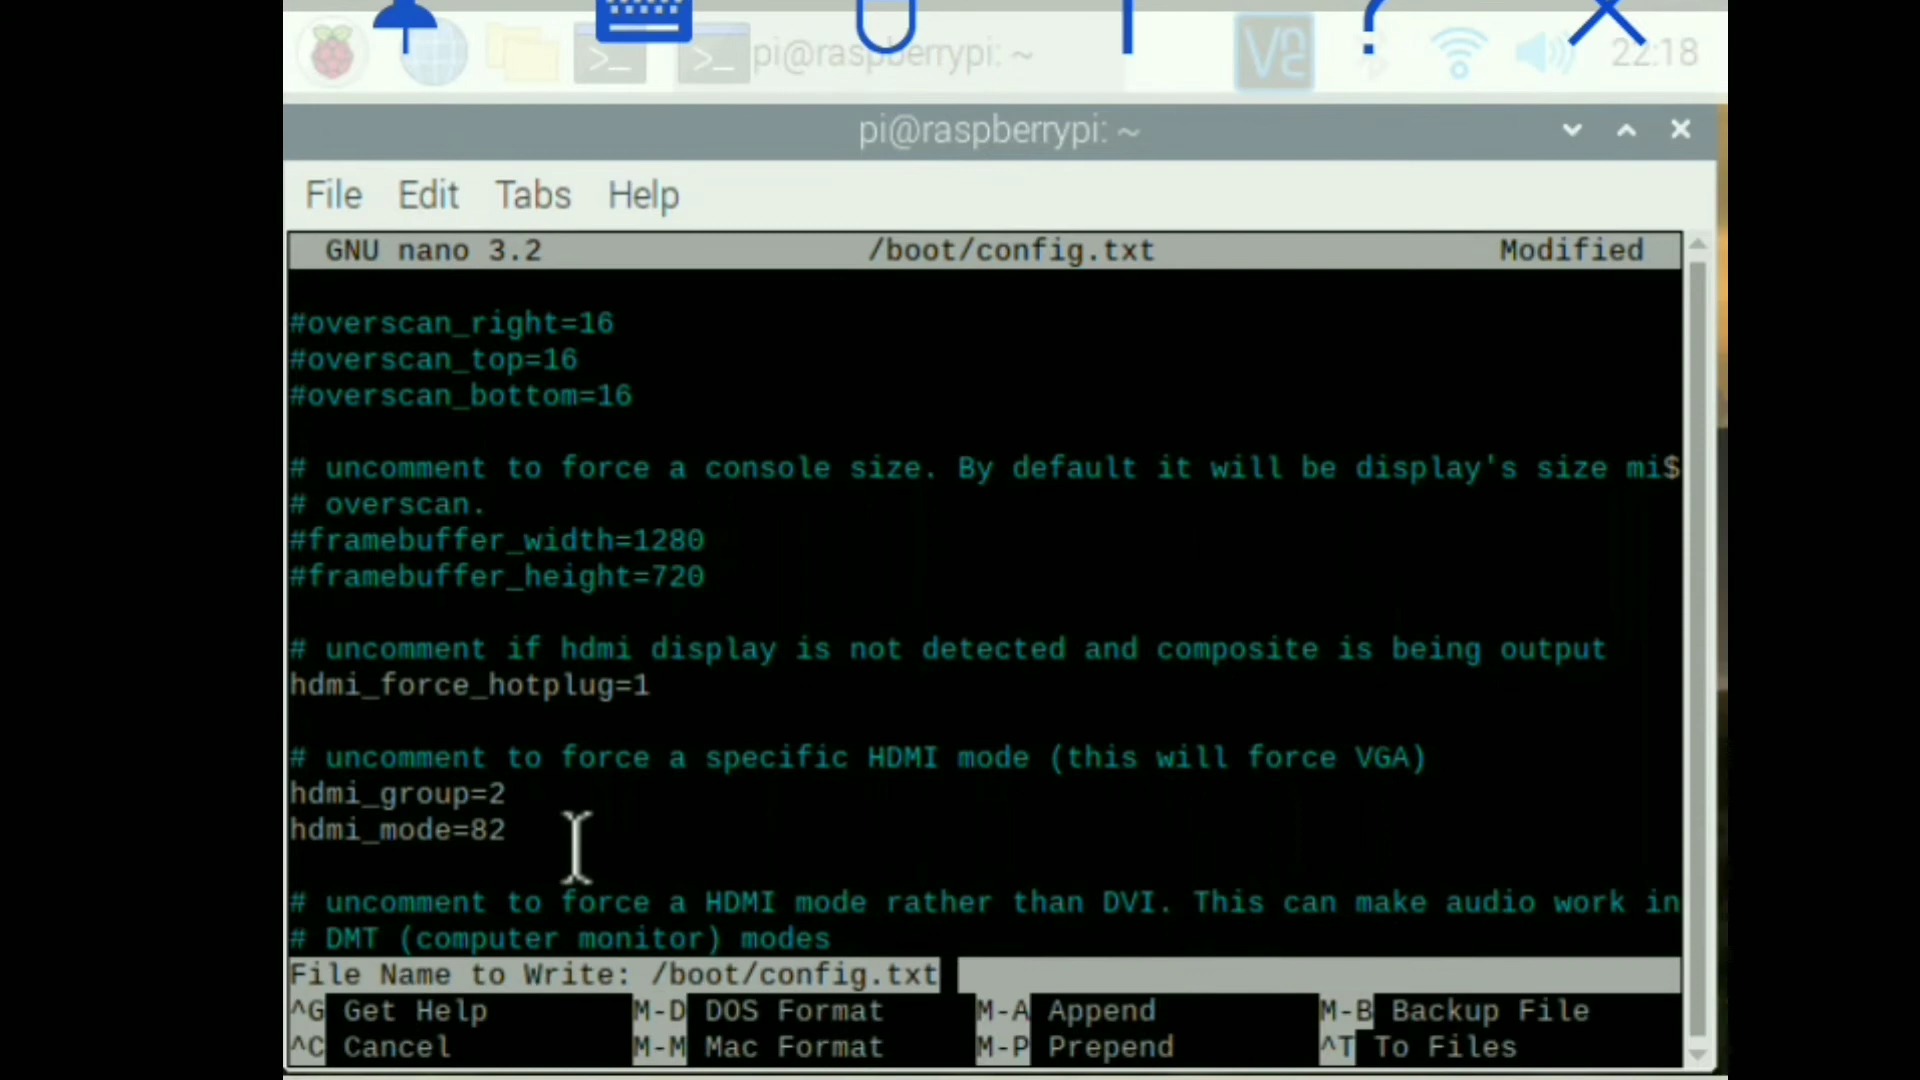 pi@raspberrypi: ~
V2
22:18
pi@raspberrypi: ~
File Edit Tabs Help
GNU nano 3.2 /boot/config.txt Modified
#overscan_right=16
#overscan_top=16
#overscan_bottom=16
# uncomment to force a console size. By default it will be display's size mi$
# overscan.
#framebuffer_width=1280
#framebuffer_height=720
# uncomment if hdmi display is not detected and composite is being output
hdmi_force_hotplug=1
# uncomment to force a specific HDMI mode (this will force VGA)
hdmi_group=2
hdmi_mode=82
# uncomment to force a HDMI mode rather than DVI. This can make audio work in
# DMT (computer monitor) modes
File Name to Write: /boot/config.txt
^G Get Help M-D DOS Format M-A Append M-B Backup File
^C Cancel M-M Mac Format M-P Prepend ^T To Files